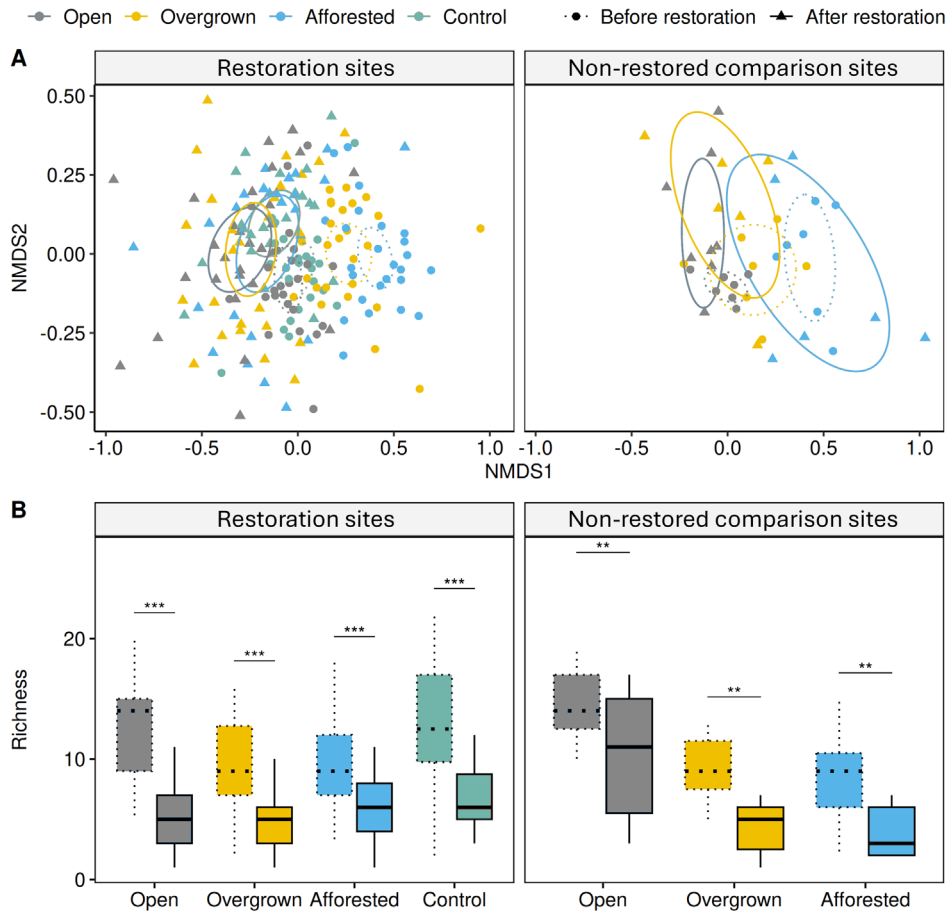 Open Overgrown Afforested Control Before restoration After restoration
A
Restoration sites Non-restored comparison sites
0.50
0.25
0.00
-0.25
-0.50
NMDS2
-1.0 -0.5 0.0 0.5 1.0 -1.0 -0.5 0.0 0.5 1.0
NMDS1
B
Restoration sites Non-restored comparison sites
**
***
*** *** *** **
**
20
10
0
Richness
Open Overgrown Afforested Control Open Overgrown Afforested